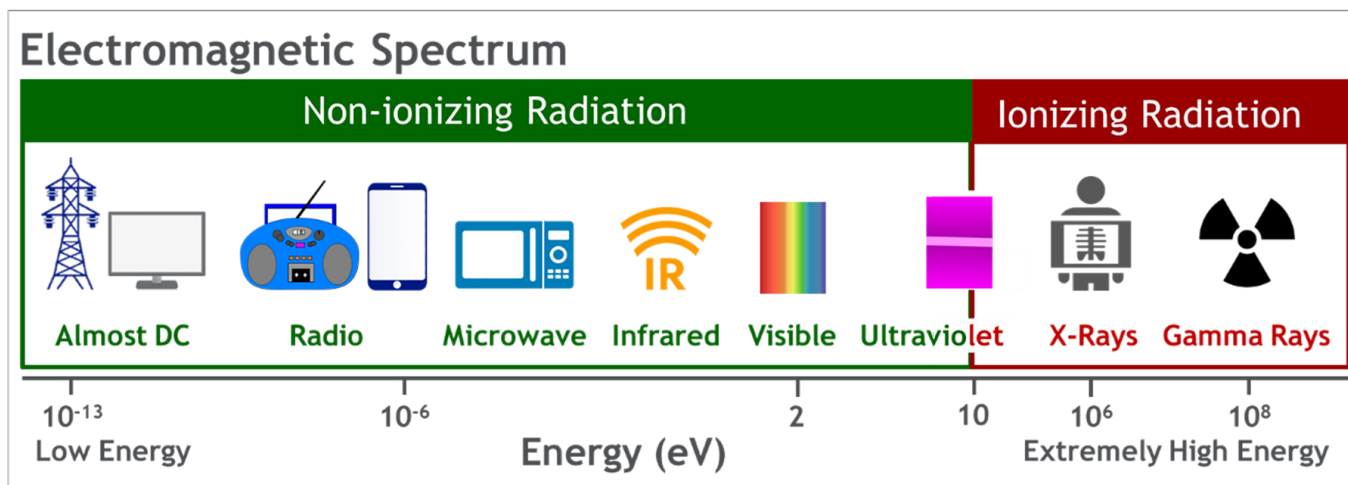 Electromagnetic Spectrum
Non-ionizing Radiation
Ionizing Radiation
IR
Almost DC
Radio
Microwave
Infrared
Visible
Ultraviolet
X-Rays
Gamma Rays
10⁻¹³
10⁻⁶
2
10
10⁶
10⁸
Low Energy
Energy (eV)
Extremely High Energy